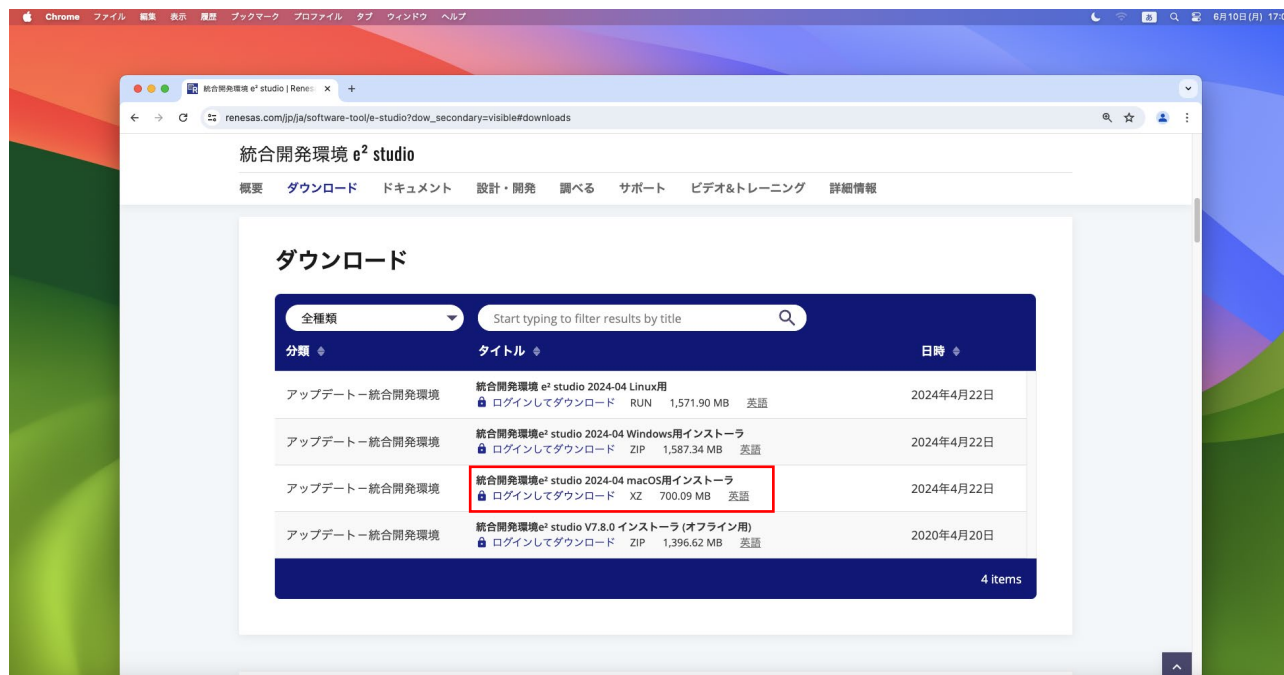 Chrome ファイル 編集 表示 履歴 ブックマーク プロファイル タブ ウィンドウ ヘルプ あ 6月10日(月) 17:0
統合開発環境 e² studio | Renes
renesas.com/jp/ja/software-tool/e-studio?dow_secondary=visible#downloads
統合開発環境 e² studio
概要 ダウンロード ドキュメント 設計・開発 調べる サポート ビデオ&トレーニング 詳細情報
ダウンロード
全種類 Start typing to filter results by title
分類 タイトル 日時
統合開発環境 e² studio 2024-04 Linux用
アップデートー統合開発環境 2024年4月22日
ログインしてダウンロード RUN 1,571.90 MB 英語
統合開発環境e² studio 2024-04 Windows用インストーラ
アップデートー統合開発環境 2024年4月22日
ログインしてダウンロード ZIP 1,587.34 MB 英語
統合開発環境e² studio 2024-04 macOS用インストーラ
アップデートー統合開発環境 2024年4月22日
ログインしてダウンロード XZ 700.09 MB 英語
統合開発環境e² studio V7.8.0 インストーラ (オフライン用)
アップデートー統合開発環境 2020年4月20日
ログインしてダウンロード ZIP 1,396.62 MB 英語
4 items